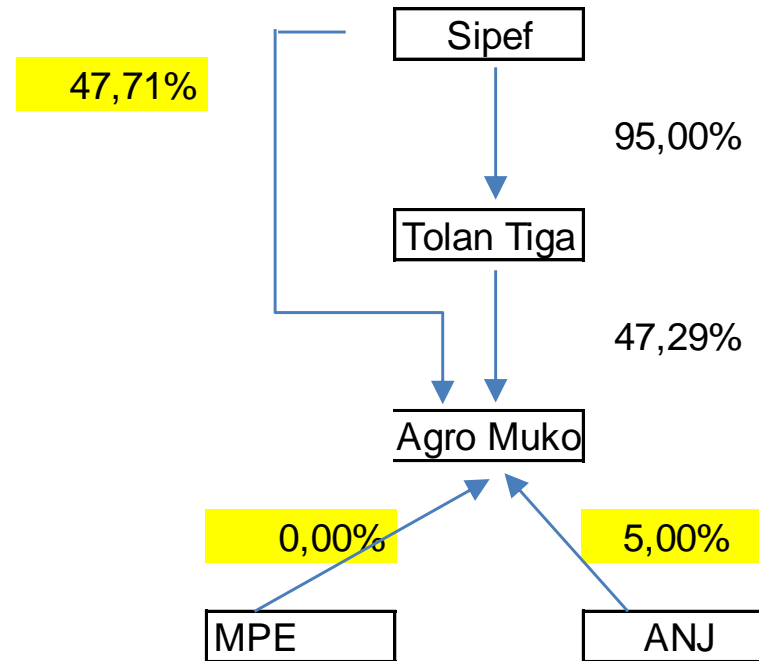 Sipef
47,71%
95,00%
Tolan Tiga
47,29%
Agro Muko
0,00%
5,00%
MPE
ANJ